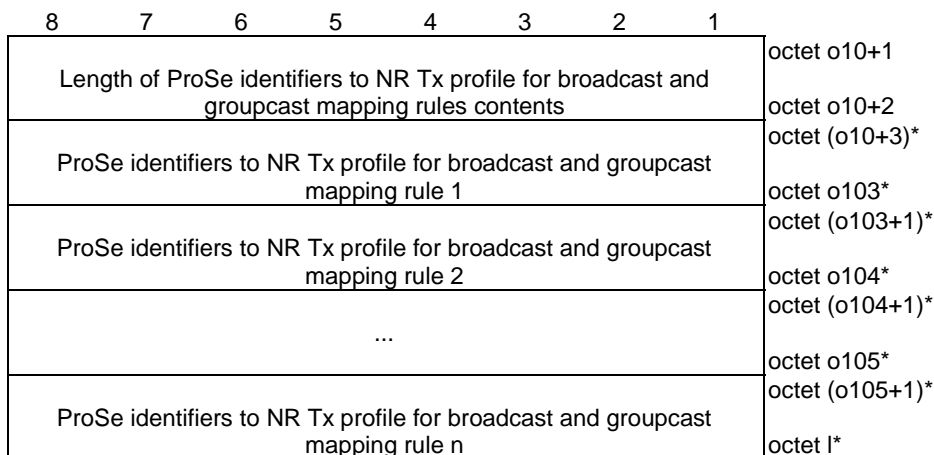 8 7 6 5 4 3 2 1
octet o10+1
Length of ProSe identifiers to NR Tx profile for broadcast and
groupcast mapping rules contents
octet o10+2
octet (o10+3)*
ProSe identifiers to NR Tx profile for broadcast and groupcast
mapping rule 1
octet o103*
octet (o103+1)*
ProSe identifiers to NR Tx profile for broadcast and groupcast
mapping rule 2
octet o104*
octet (o104+1)*
...
octet o105*
octet (o105+1)*
ProSe identifiers to NR Tx profile for broadcast and groupcast
mapping rule n
octet l*